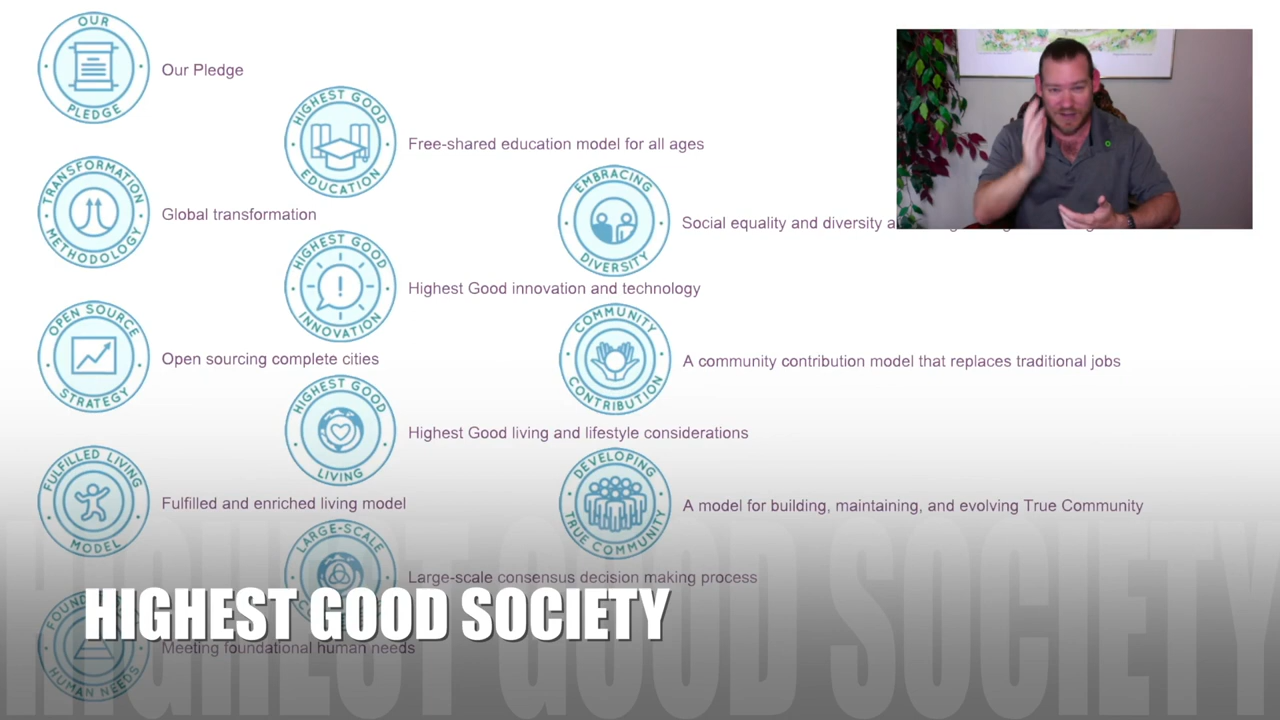 OUR
PLEDGE
Our Pledge
HIGHEST GOOD
EDUCATION
Free-shared education model for all ages
TRANSFORMATION
METHODOLOGY
Global transformation
EMBRACING
DIVERSITY
Social equality and diversity
HIGHEST GOOD
INNOVATION
Highest Good innovation and technology
OPEN SOURCE
STRATEGY
Open sourcing complete cities
COMMUNITY
CONTRIBUTION
A community contribution model that replaces traditional jobs
HIGHEST GOOD
LIVING
Highest Good living and lifestyle considerations
FULFILLED LIVING
MODEL
Fulfilled and enriched living model
DEVELOPING
TRUE COMMUNITY
A model for building, maintaining, and evolving True Community
LARGE-SCALE
Large-scale consensus decision making process
HUMAN NEEDS
Meeting foundational human needs
HIGHEST GOOD SOCIETY
HIGHEST GOOD SOCIETY